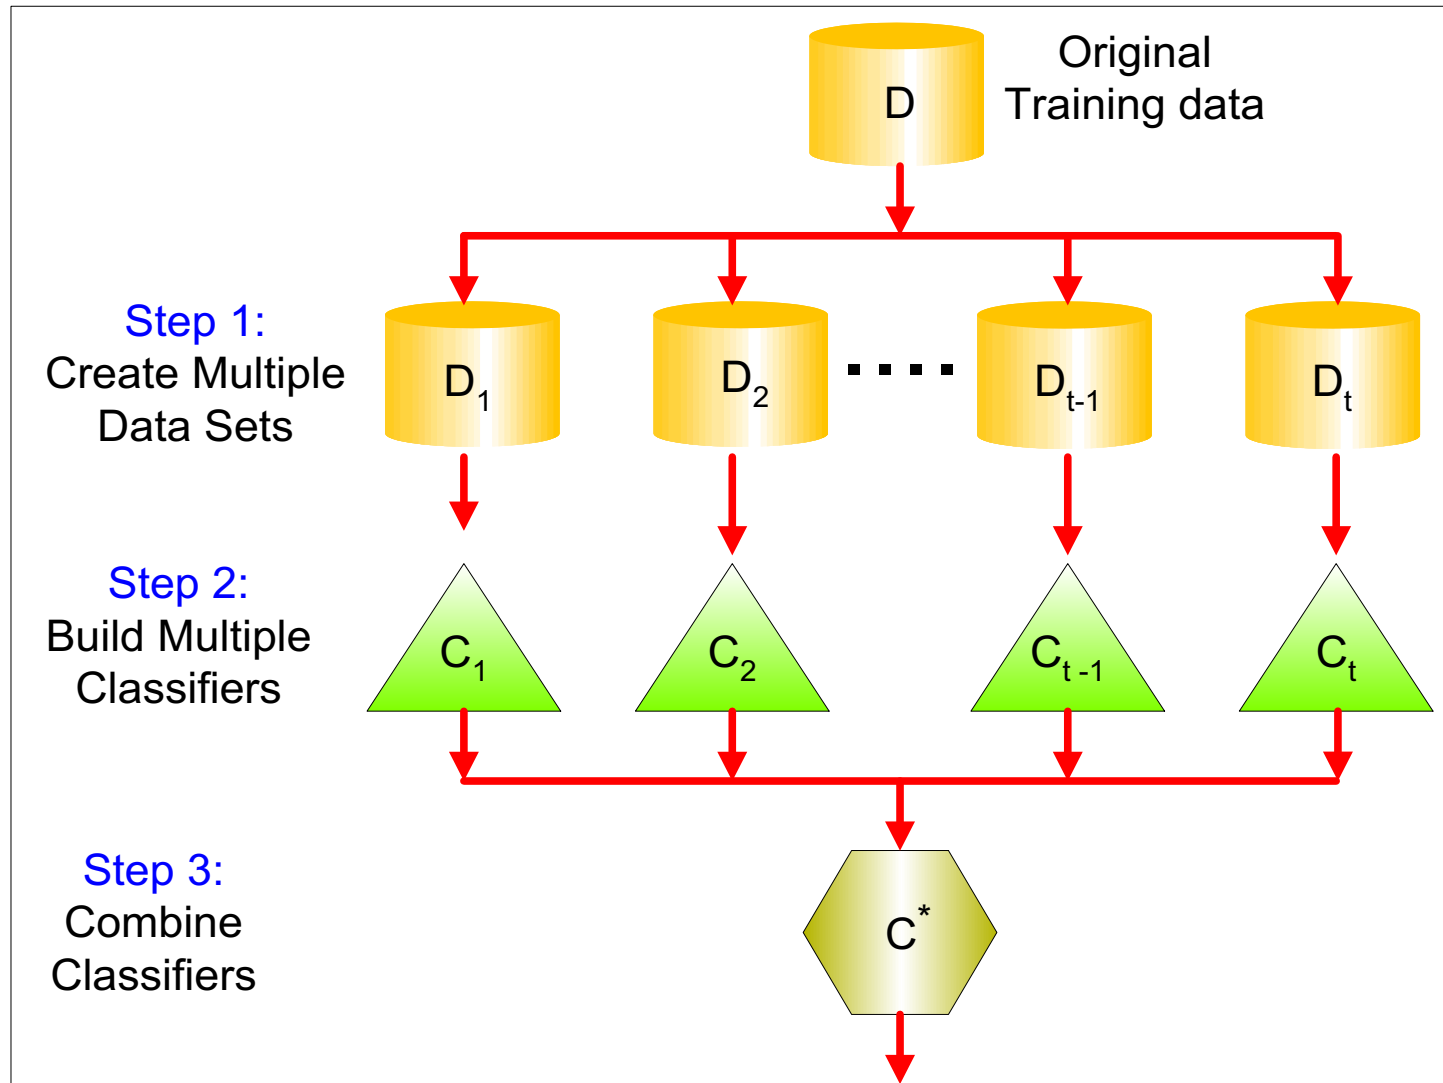 D
Original
Training data
Step 1:
Create Multiple
Data Sets
D₁
D₂
Dₜ₋₁
Dₜ
Step 2:
Build Multiple
Classifiers
C₁
C₂
Cₜ ₋₁
Cₜ
Step 3:
Combine
Classifiers
C*